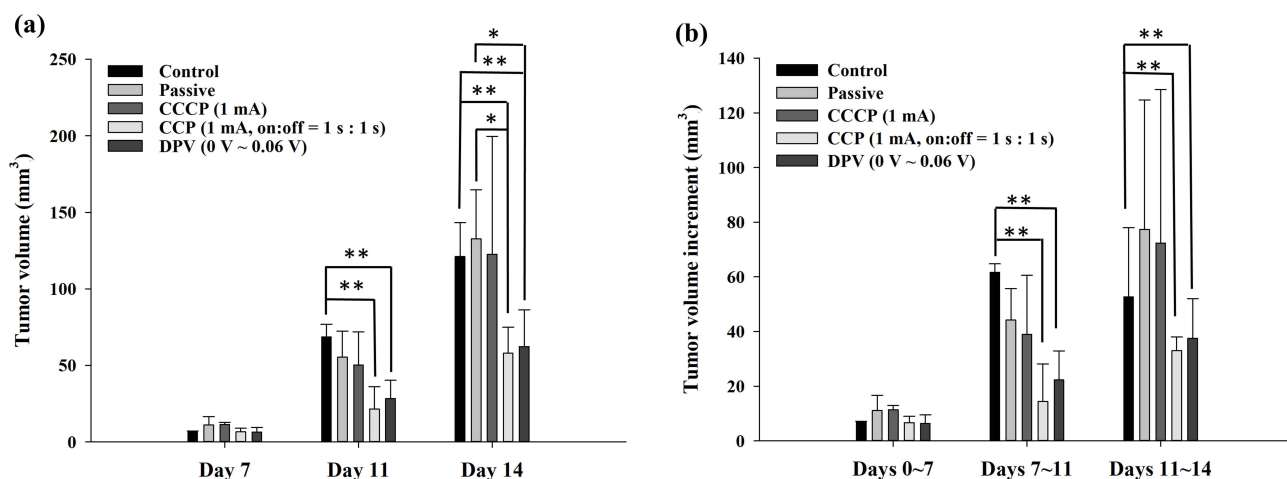 (a)
Tumor volume (mm³)
250
200
150
100
50
0
Control
Passive
CCCP (1 mA)
CCP (1 mA, on:off = 1 s : 1 s)
DPV (0 V ~ 0.06 V)
*
**
**
*
**
**
Day 7
Day 11
Day 14
(b)
Tumor volume increment (mm³)
140
120
100
80
60
40
20
0
Control
Passive
CCCP (1 mA)
CCP (1 mA, on:off = 1 s : 1 s)
DPV (0 V ~ 0.06 V)
**
**
**
**
Days 0~7
Days 7~11
Days 11~14